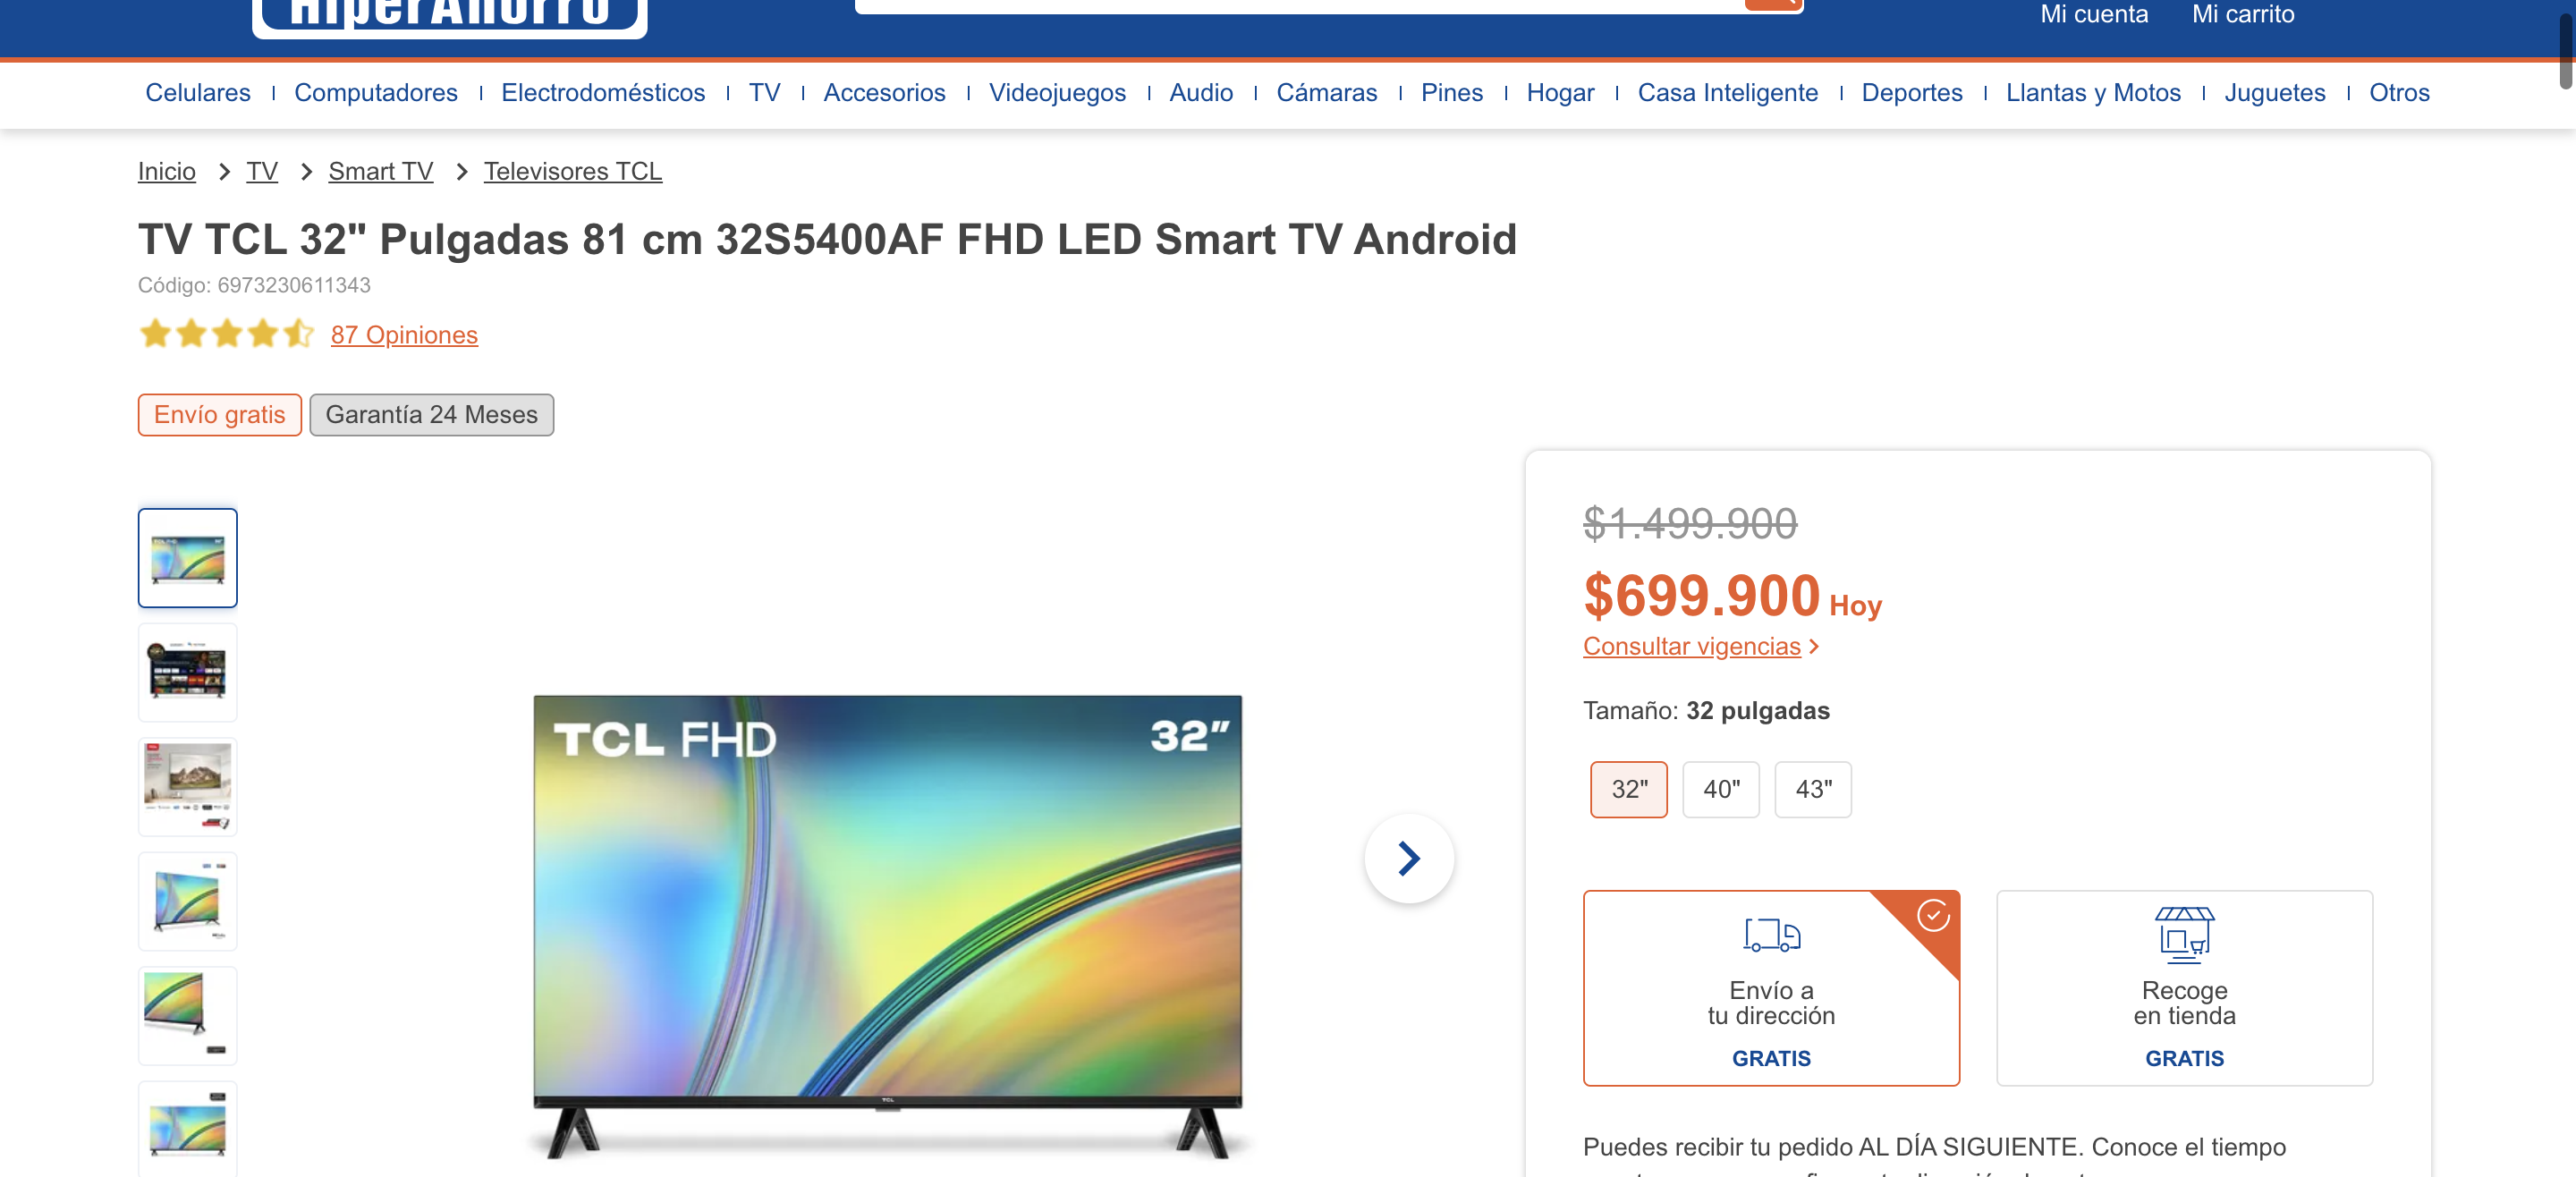 HiperAhorro
Mi cuenta
Mi carrito
Celulares
Computadores
Electrodomésticos
TV
Accesorios
Videojuegos
Audio
Cámaras
Pines
Hogar
Casa Inteligente
Deportes
Llantas y Motos
Juguetes
Otros
Inicio
TV
Smart TV
Televisores TCL
TV TCL 32" Pulgadas 81 cm 32S5400AF FHD LED Smart TV Android
Código: 6973230611343
87 Opiniones
Envío gratis
Garantía 24 Meses
TCL FHD
32"
TCL
$1.499.900
$699.900 Hoy
Consultar vigencias
Tamaño: 32 pulgadas
32"
40"
43"
Envío a
tu dirección
GRATIS
Recoge
en tienda
GRATIS
Puedes recibir tu pedido AL DÍA SIGUIENTE. Conoce el tiempo